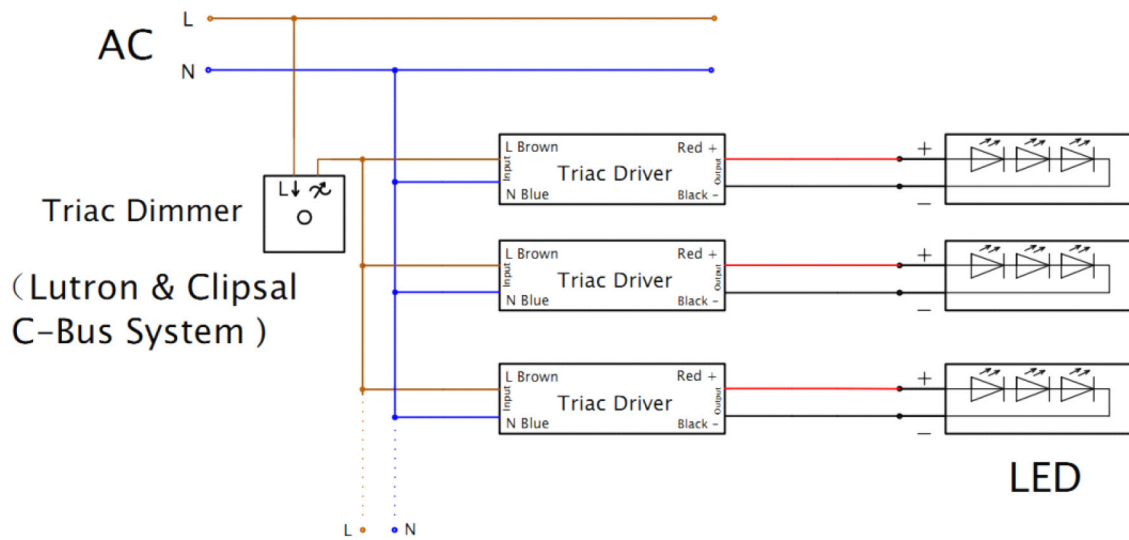 L
AC
N
L Brown
Input
N Blue
Triac Driver
Red +
Output
Black -
+
−
L
Triac Dimmer
（Lutron & Clipsal
C-Bus System )
L Brown
Input
N Blue
Triac Driver
Red +
Output
Black -
+
−
L Brown
Input
N Blue
Triac Driver
Red +
Output
Black -
+
−
LED
L
N